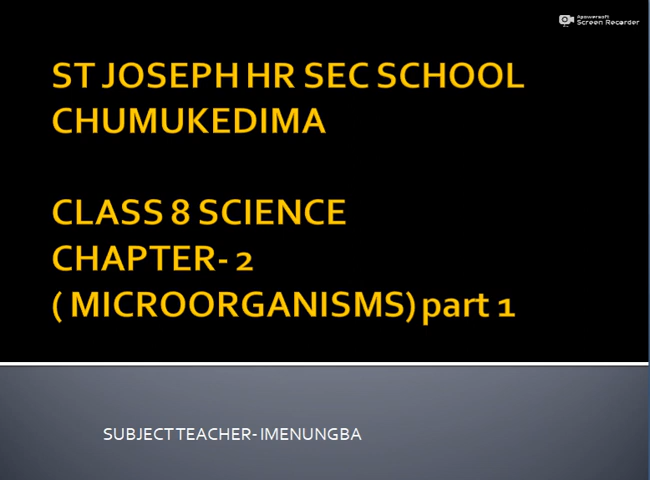 Apowersoft
Screen Recorder
ST JOSEPH HR SEC SCHOOL
CHUMUKEDIMA
CLASS 8 SCIENCE
CHAPTER- 2
( MICROORGANISMS) part 1
SUBJECT TEACHER- IMENUNGBA